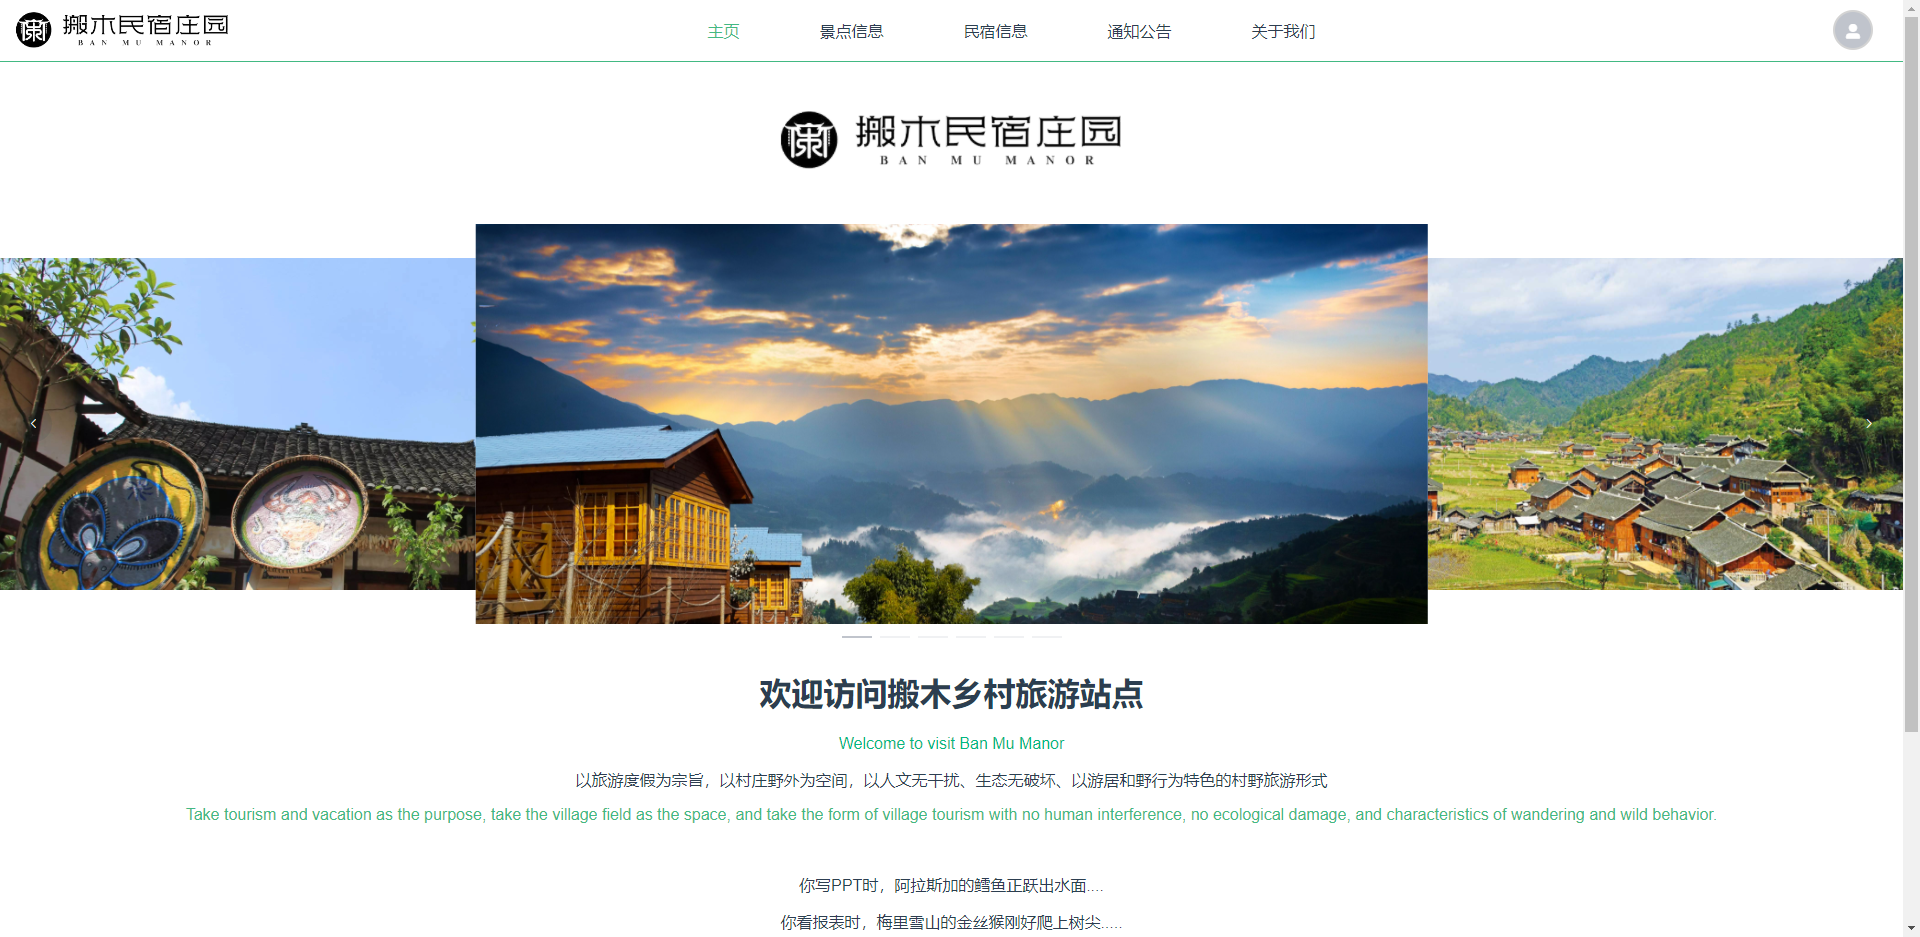 搬木民宿庄园
BAN MU MANOR
主页
景点信息
民宿信息
通知公告
关于我们
搬木民宿庄园
BAN MU MANOR
欢迎访问搬木乡村旅游站点
Welcome to visit Ban Mu Manor
以旅游度假为宗旨，以村庄野外为空间，以人文无干扰、生态无破坏、以游居和野行为特色的村野旅游形式
Take tourism and vacation as the purpose, take the village field as the space, and take the form of village tourism with no human interference, no ecological damage, and characteristics of wandering and wild behavior.
你写PPT时，阿拉斯加的鳕鱼正跃出水面....
你看报表时，梅里雪山的金丝猴刚好爬上树尖.....